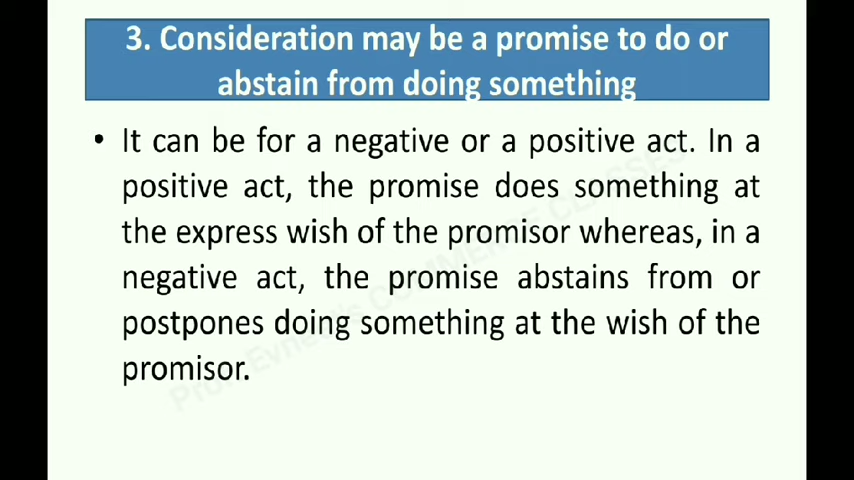 3. Consideration may be a promise to do or
abstain from doing something
• It can be for a negative or a positive act. In a
positive act, the promise does something at
the express wish of the promisor whereas, in a
negative act, the promise abstains from or
postpones doing something at the wish of the
promisor.